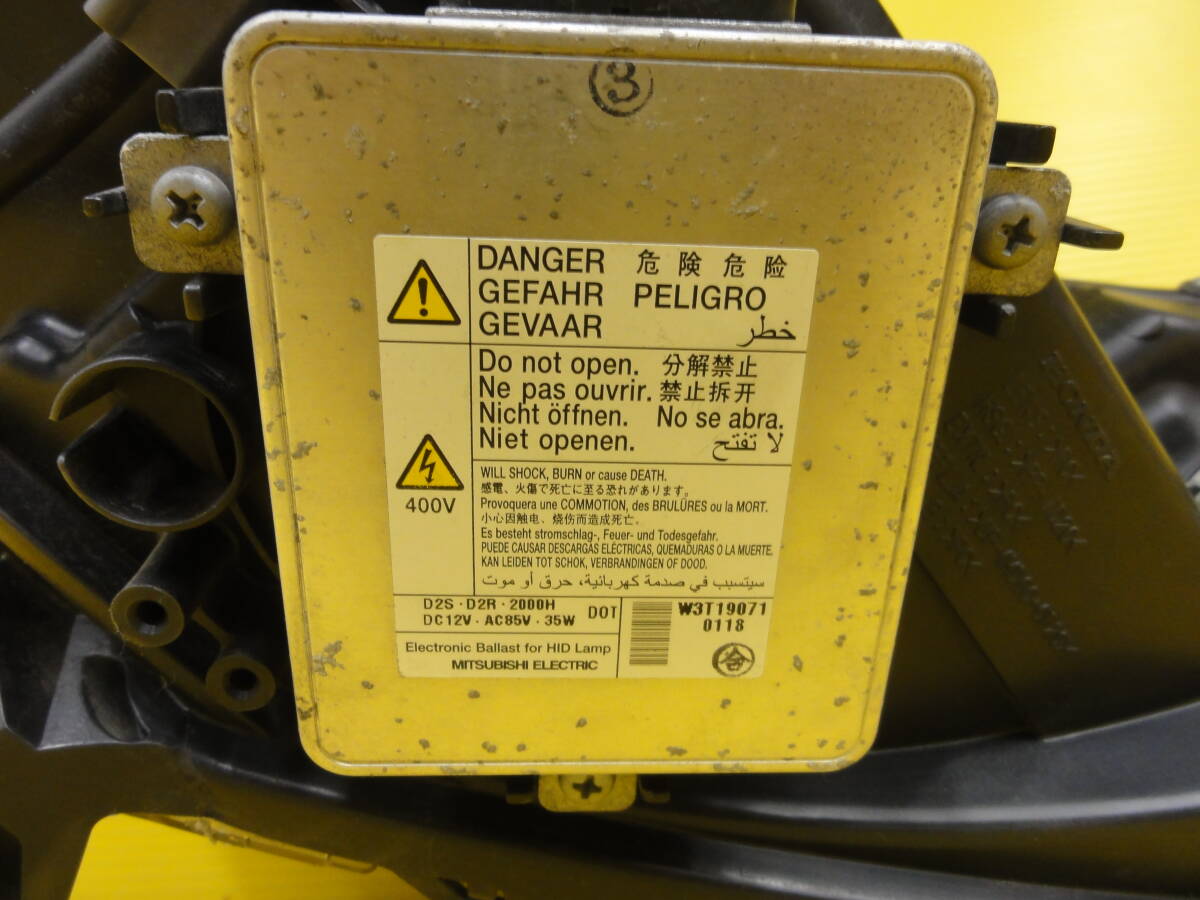 3
DANGER 危険 危险
GEFAHR PELIGRO
GEVAAR خطر
Do not open. 分解禁止
Ne pas ouvrir. 禁止拆开
Nicht öffnen. No se abra.
Niet openen. لا تفتح
400V
WILL SHOCK, BURN or cause DEATH.
感電、火傷で死亡に至る恐れがあります。
Provoquera une COMMOTION, des BRULÛRES ou la MORT.
小心因触电、烧伤而造成死亡。
Es besteht stromschlag-, Feuer- und Todesgefahr.
PUEDE CAUSAR DESCARGAS ELÉCTRICAS, QUEMADURAS O LA MUERTE.
KAN LEIDEN TOT SCHOK, VERBRANDINGEN OF DOOD.
سيتسبب في صدمة كهربائية، حرق أو موت
D2S · D2R · 2000H
DC12V · AC85V · 35W DOT
W3T19071
0118
合
Electronic Ballast for HID Lamp
MITSUBISHI ELECTRIC